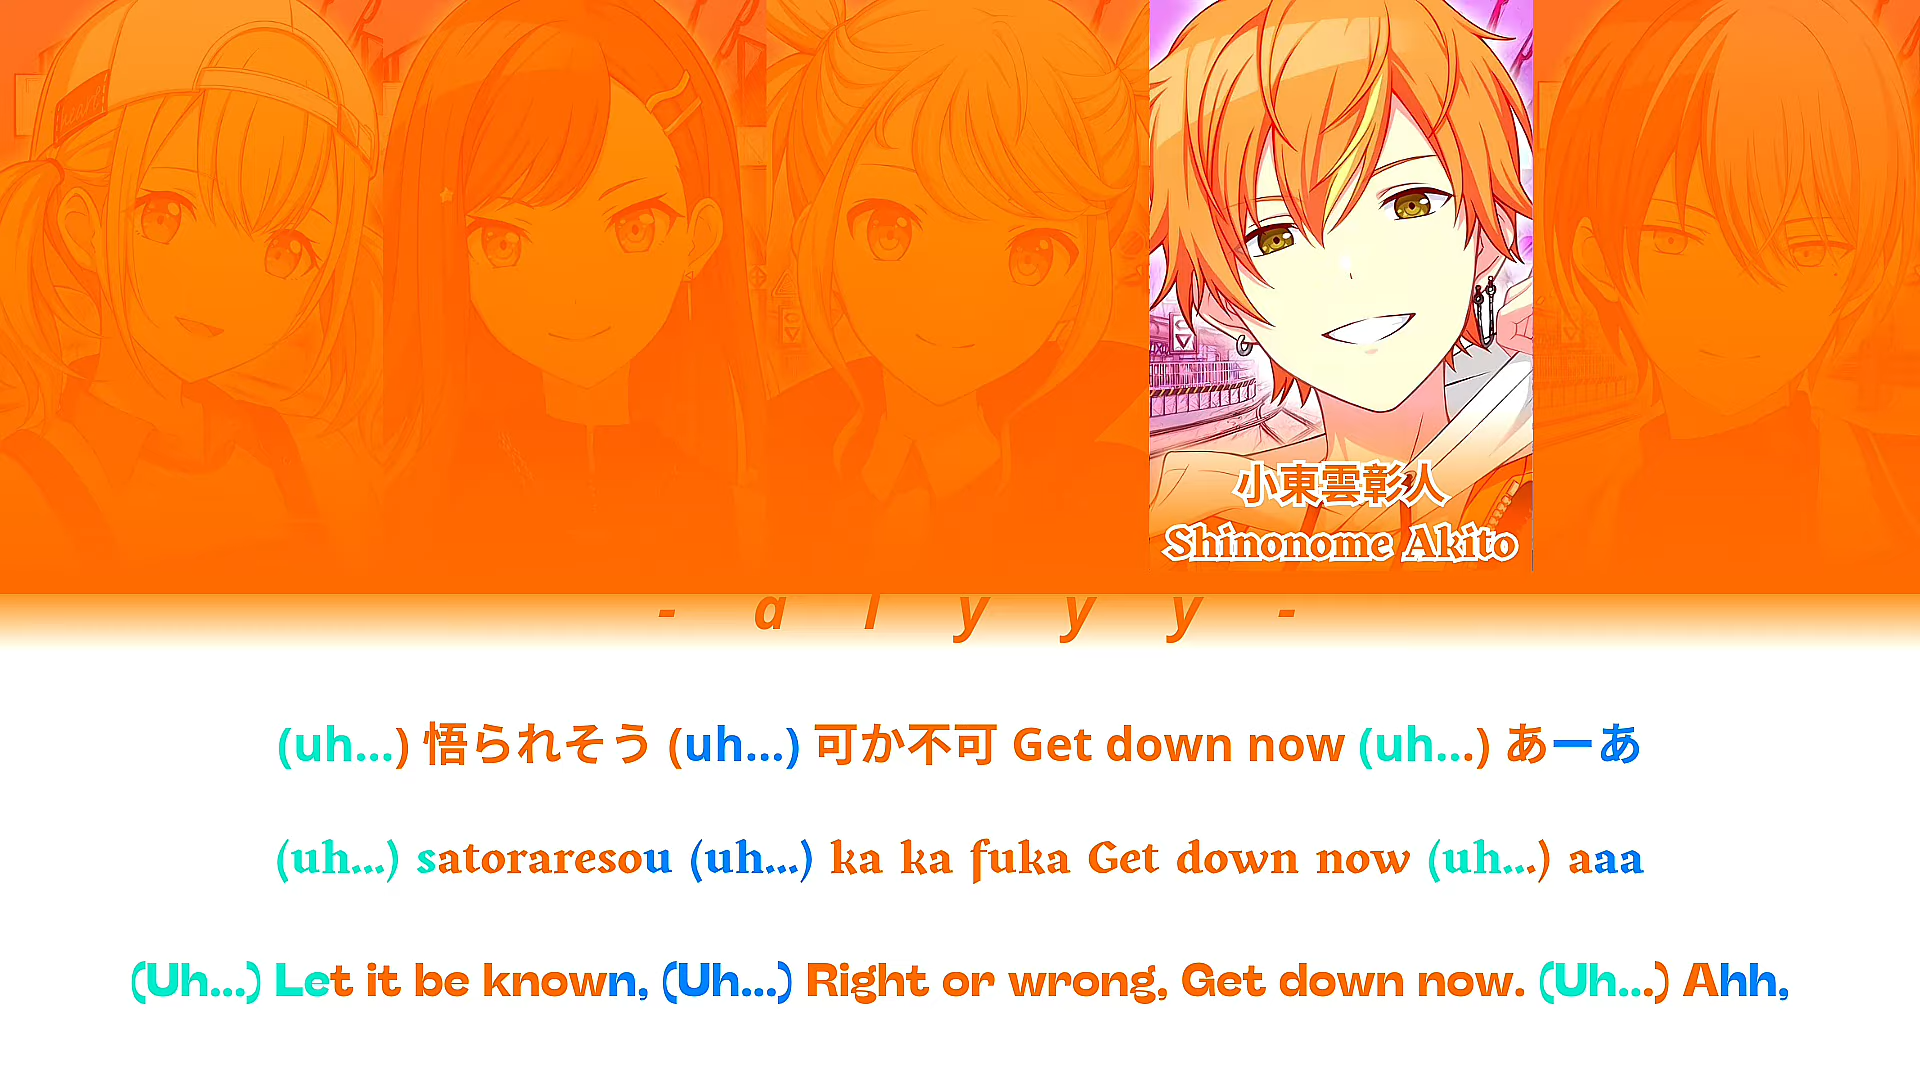 小東雲彰人
Shinonome Akito
- a l y y y -
(uh...) 悟られそう (uh...) 可か不可 Get down now (uh...) あーあ
(uh...) satoraresou (uh...) ka ka fuka Get down now (uh...) aaa
(Uh...) Let it be known, (Uh...) Right or wrong, Get down now. (Uh...) Ahh,